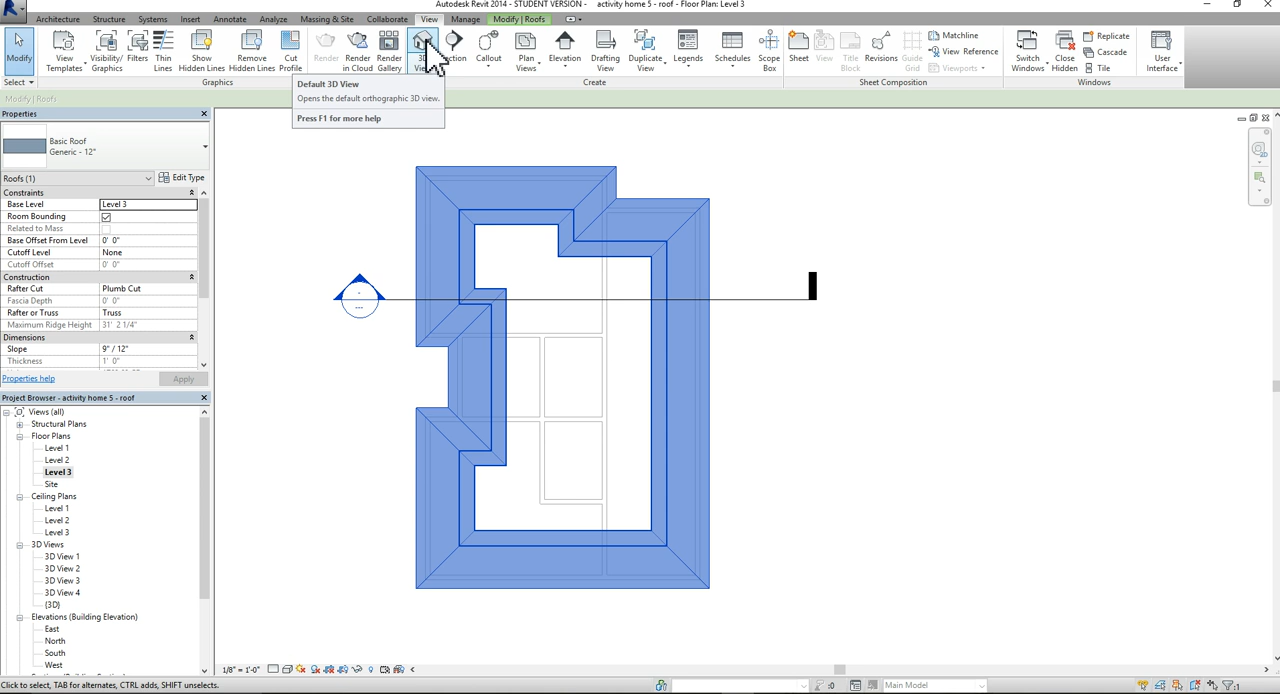 Autodesk Revit 2014 - STUDENT VERSION - activity home 5 - roof - Floor Plan: Level 3
Architecture Structure Systems Insert Annotate Analyze Massing & Site Collaborate View Manage Modify | Roofs
Modify View Templates Visibility/ Graphics Filters Thin Lines Show Hidden Lines Remove Hidden Lines Cut Profile Render Render in Cloud Render Gallery 3D Callout Plan Views Elevation Drafting View Duplicate View Legends Schedules Scope Box Sheet View Title Block Revisions Guide Grid Matchline View Reference Viewports Switch Windows Close Hidden Replicate Cascade Tile User Interface
Select Graphics Create Sheet Composition Windows
Modify | Roofs
Default 3D View
Opens the default orthographic 3D view.
Press F1 for more help
Properties
Basic Roof
Generic - 12"
Roofs (1) Edit Type
Constraints
Base Level Level 3
Room Bounding
Related to Mass
Base Offset From Level 0' 0"
Cutoff Level None
Cutoff Offset 0' 0"
Construction
Rafter Cut Plumb Cut
Fascia Depth 0' 0"
Rafter or Truss Truss
Maximum Ridge Height 31' 2 1/4"
Dimensions
Slope 9" / 12"
Thickness 1' 0"
Properties help Apply
Project Browser - activity home 5 - roof
Views (all)
Structural Plans
Floor Plans
Level 1
Level 2
Level 3
Site
Ceiling Plans
Level 1
Level 2
Level 3
3D Views
3D View 1
3D View 2
3D View 3
3D View 4
{3D}
Elevations (Building Elevation)
East
North
South
West
1/8" = 1'-0"
Click to select, TAB for alternates, CTRL adds, SHIFT unselects.
:0 Main Model :1